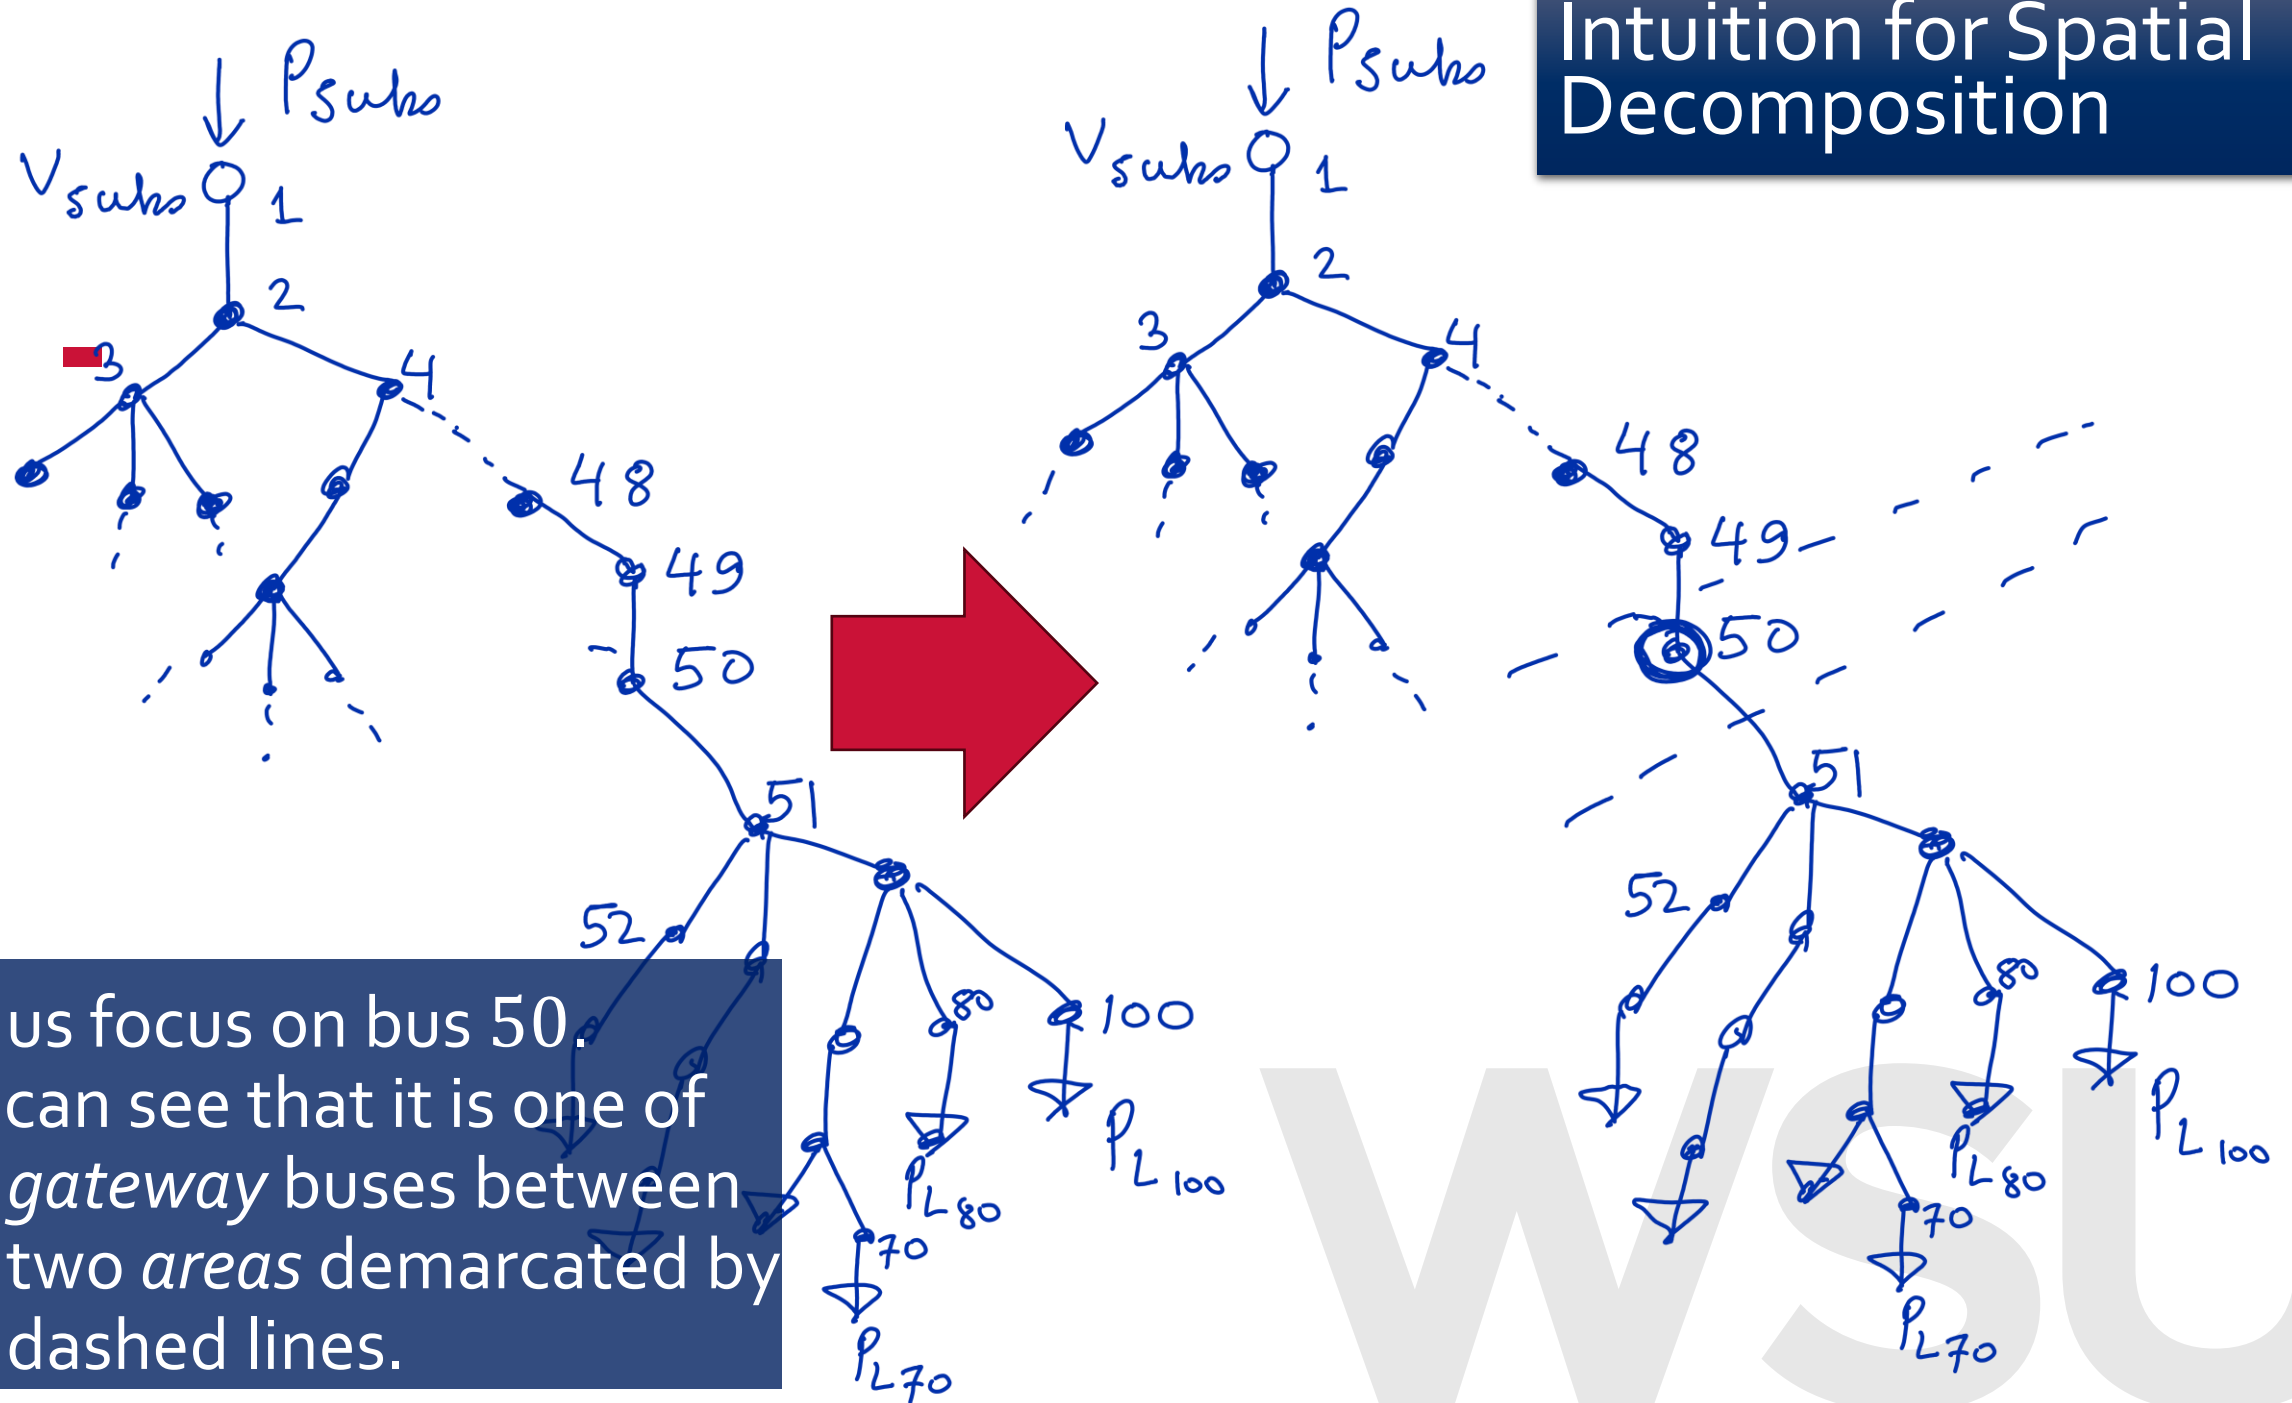 Intuition for Spatial
Decomposition
Psubs
Vsubs
1
2
3
4
48
49
50
51
52
80
100
PL100
PL80
70
PL70
us focus on bus 50.
can see that it is one of
gateway buses between
two areas demarcated by
dashed lines.
Psubs
Vsubs
1
2
3
4
48
49
50
51
52
80
100
PL100
PL80
70
PL70
WSU